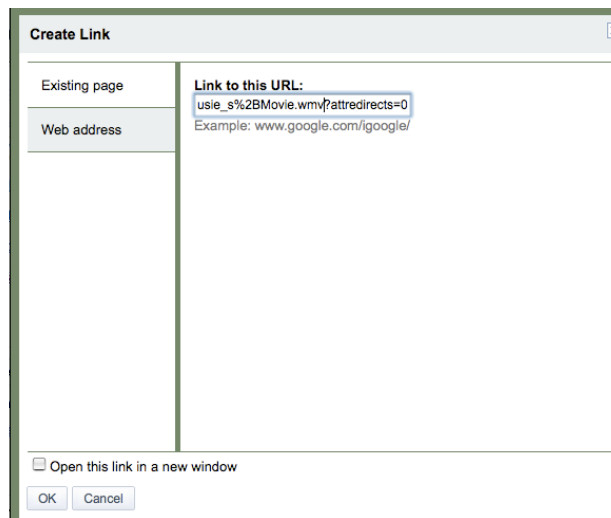 Create Link
Existing page
Web address
Link to this URL:
usie_s%2BMovie.wmv?attredirects=0
Example: www.google.com/igoogle/
Open this link in a new window
OK
Cancel